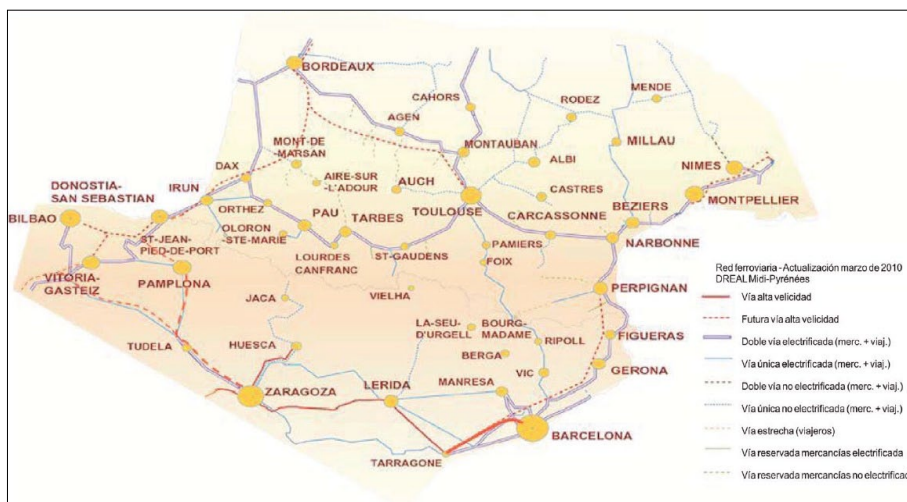 BORDEAUX
CAHORS
RODEZ
MENDE
AGEN
MONTAUBAN
MILLAU
MONT-DE-
MARSAN
ALBI
NIMES
DAX
AIRE-SUR-
L'ADOUR
AUCH
CASTRES
DONOSTIA-
SAN SEBASTIAN
IRUN
ORTHEZ
PAU
TARBES
TOULOUSE
CARCASSONNE
BÉZIERS
MONTPELLIER
BILBAO
OLORON
-STE-MARIE
ST-JEAN-
PIED-DE-PORT
LOURDES
CANFRANC
ST-GAUDENS
PAMIERS
FOIX
NARBONNE
VITORIA-
GASTEIZ
PAMPLONA
JACA
VIELHA
PERPIGNAN
LA-SEU-
D'URGELL
BOURG-
MADAME
FIGUERAS
TUDELA
HUESCA
BERGA
RIPOLL
GERONA
ZARAGOZA
LERIDA
MANRESA
VIC
BARCELONA
TARRAGONE
Red ferroviaria - Actualización marzo de 2010
DREAL Midi-Pyrénées
Vía alta velicidad
Futura vía alta velicidad
Doble vía electrificada (merc. + viaj.)
Vía única electrificada (merc. + viaj.)
Doble vía no electrificada (merc. + viaj.)
Vía única no electrificada (merc. + viaj.)
Vía estrecha (viajeros)
Vía reservada mercancías electrificada
Vía reservada mercancías no electrificad